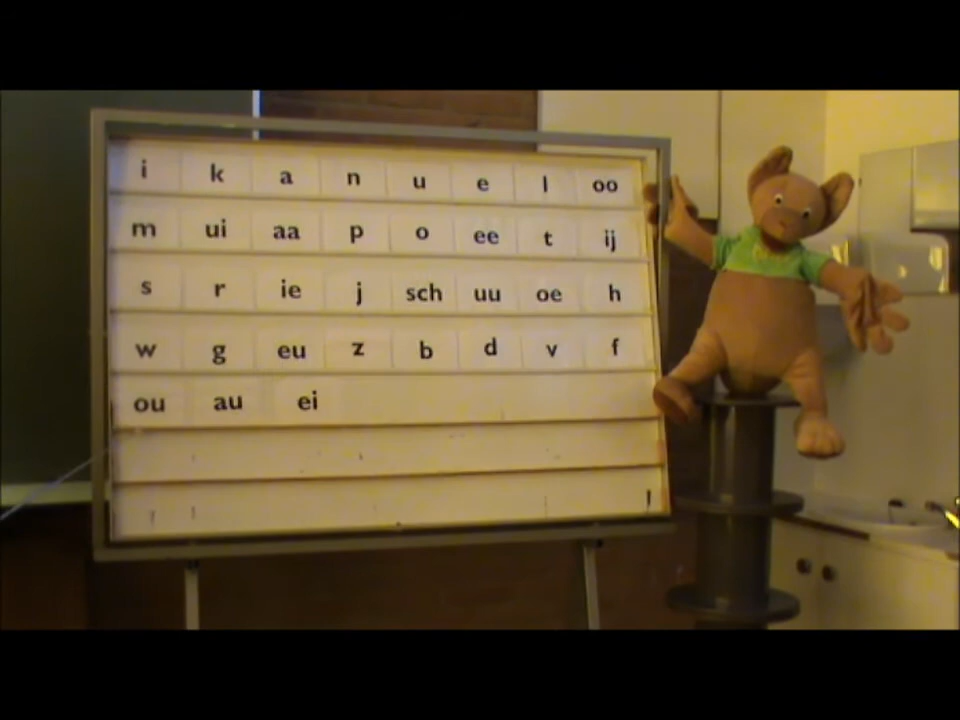 i k a n u e l oo
m ui aa p o ee t ij
s r ie j sch uu oe h
w g eu z b d v f
ou au ei